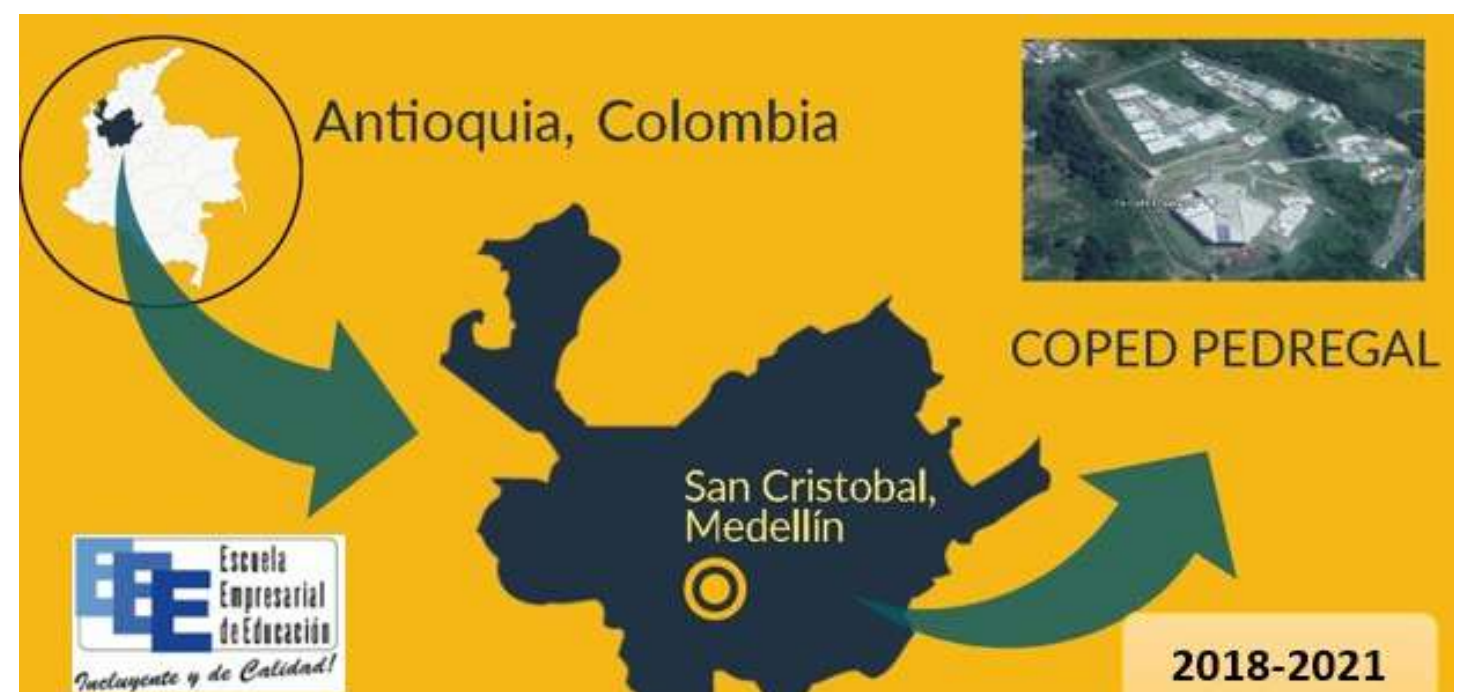 Antioquia, Colombia
COPED PEDREGAL
San Cristobal,
Medellín
Escuela
Empresarial
de Educación
Incluyente y de Calidad!
2018-2021